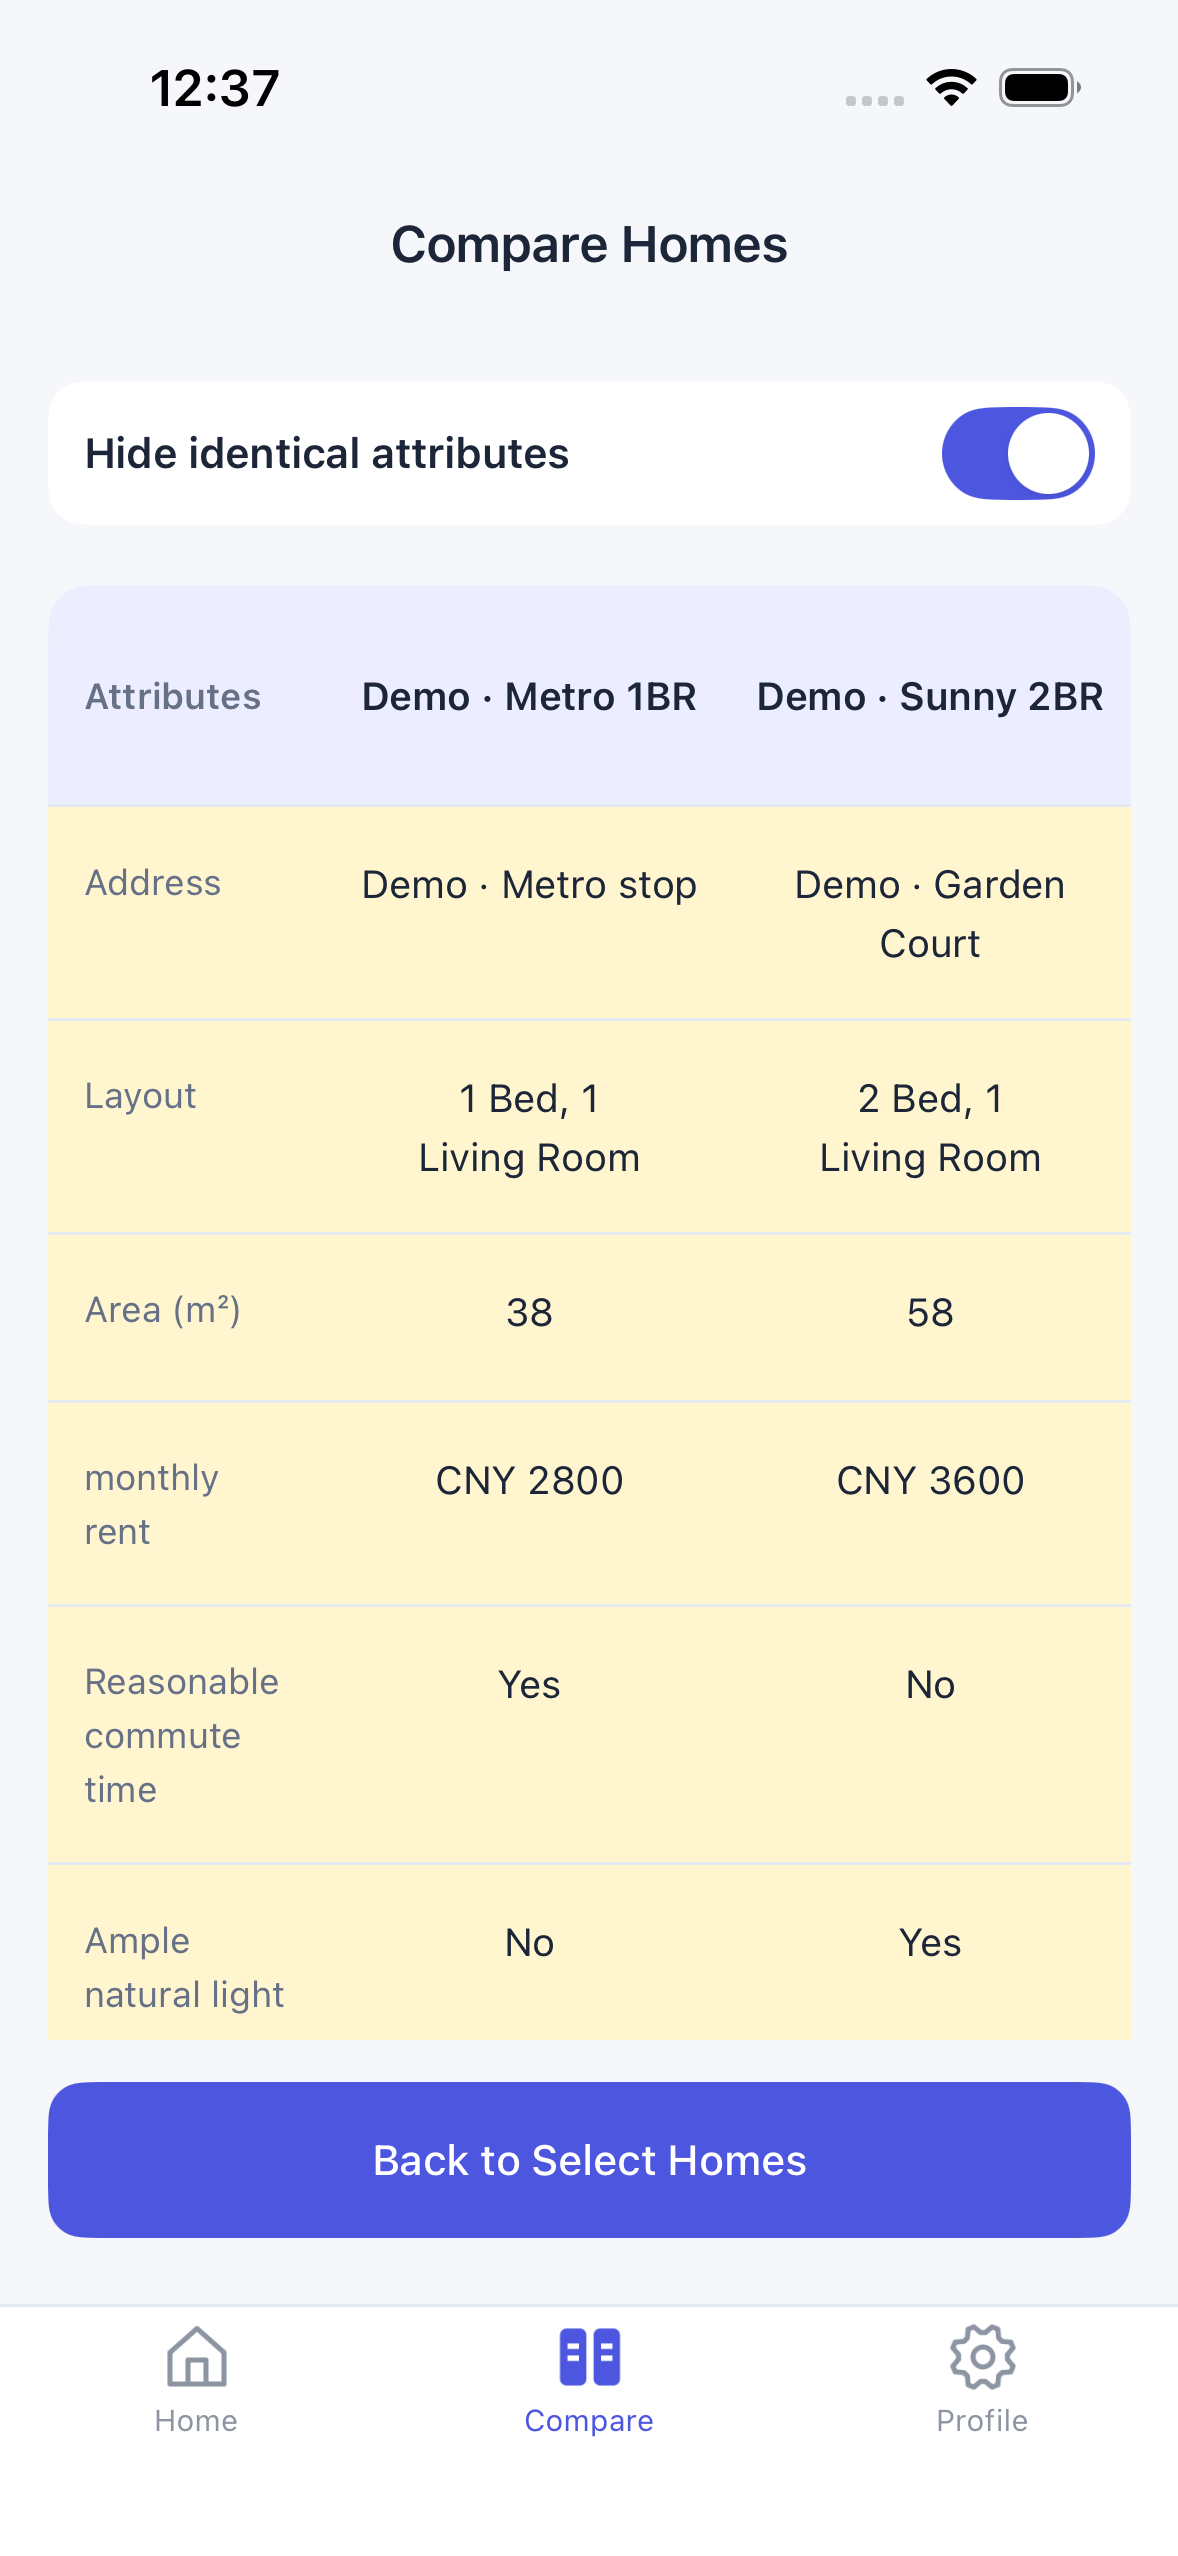 12:37
Compare Homes
Hide identical attributes
Attributes Demo · Metro 1BR Demo · Sunny 2BR
Address Demo · Metro stop Demo · Garden
Court
Layout 1 Bed, 1 2 Bed, 1
Living Room Living Room
Area (m²) 38 58
monthly CNY 2800 CNY 3600
rent
Reasonable Yes No
commute
time
Ample No Yes
natural light
Back to Select Homes
Home Compare Profile